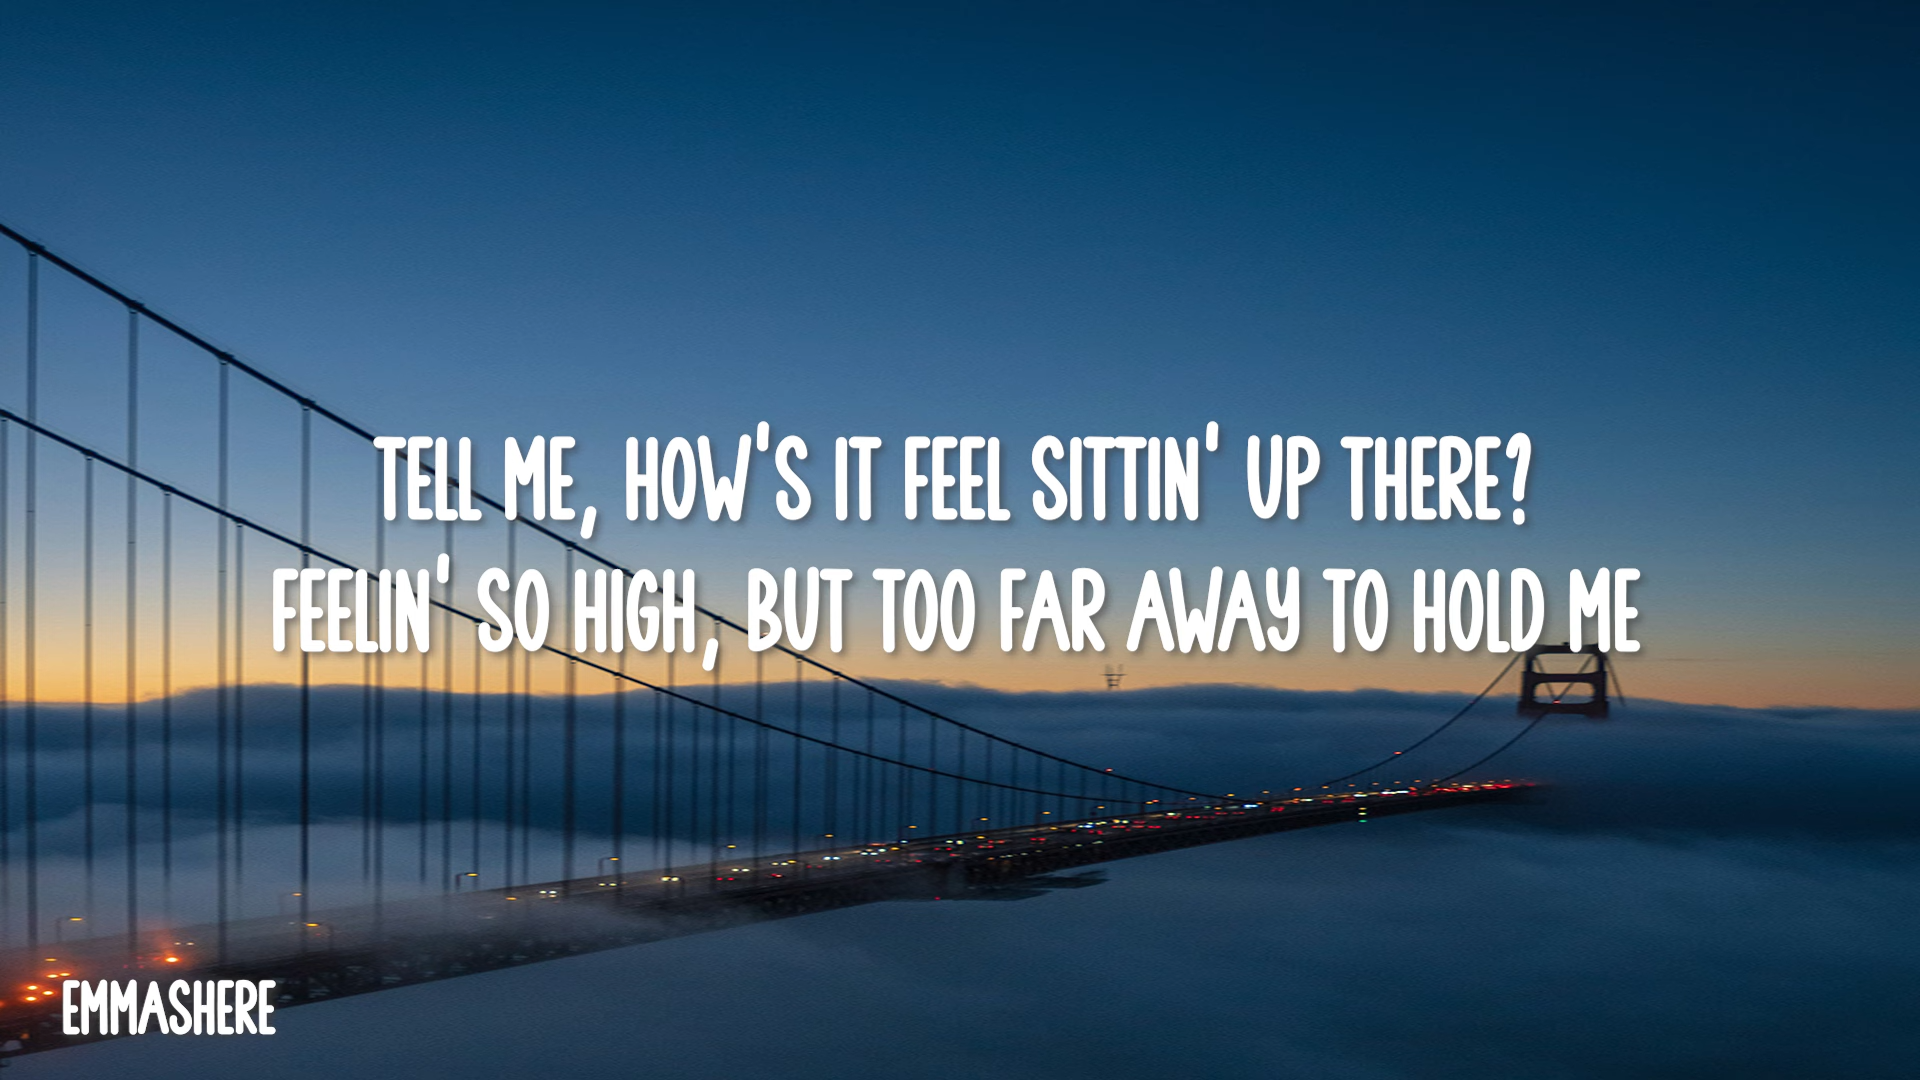 TELL ME, HOW'S IT FEEL SITTIN' UP THERE?
FEELIN' SO HIGH, BUT TOO FAR AWAY TO HOLD ME
EMMASHERE